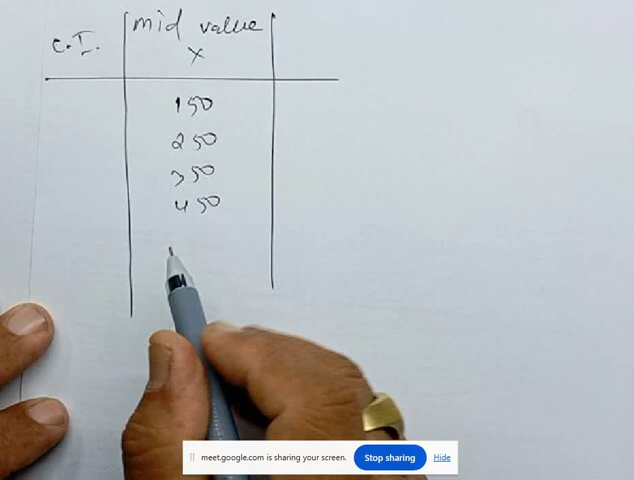 C.I.
mid value
x
150
250
350
450
meet.google.com is sharing your screen.
Stop sharing
Hide